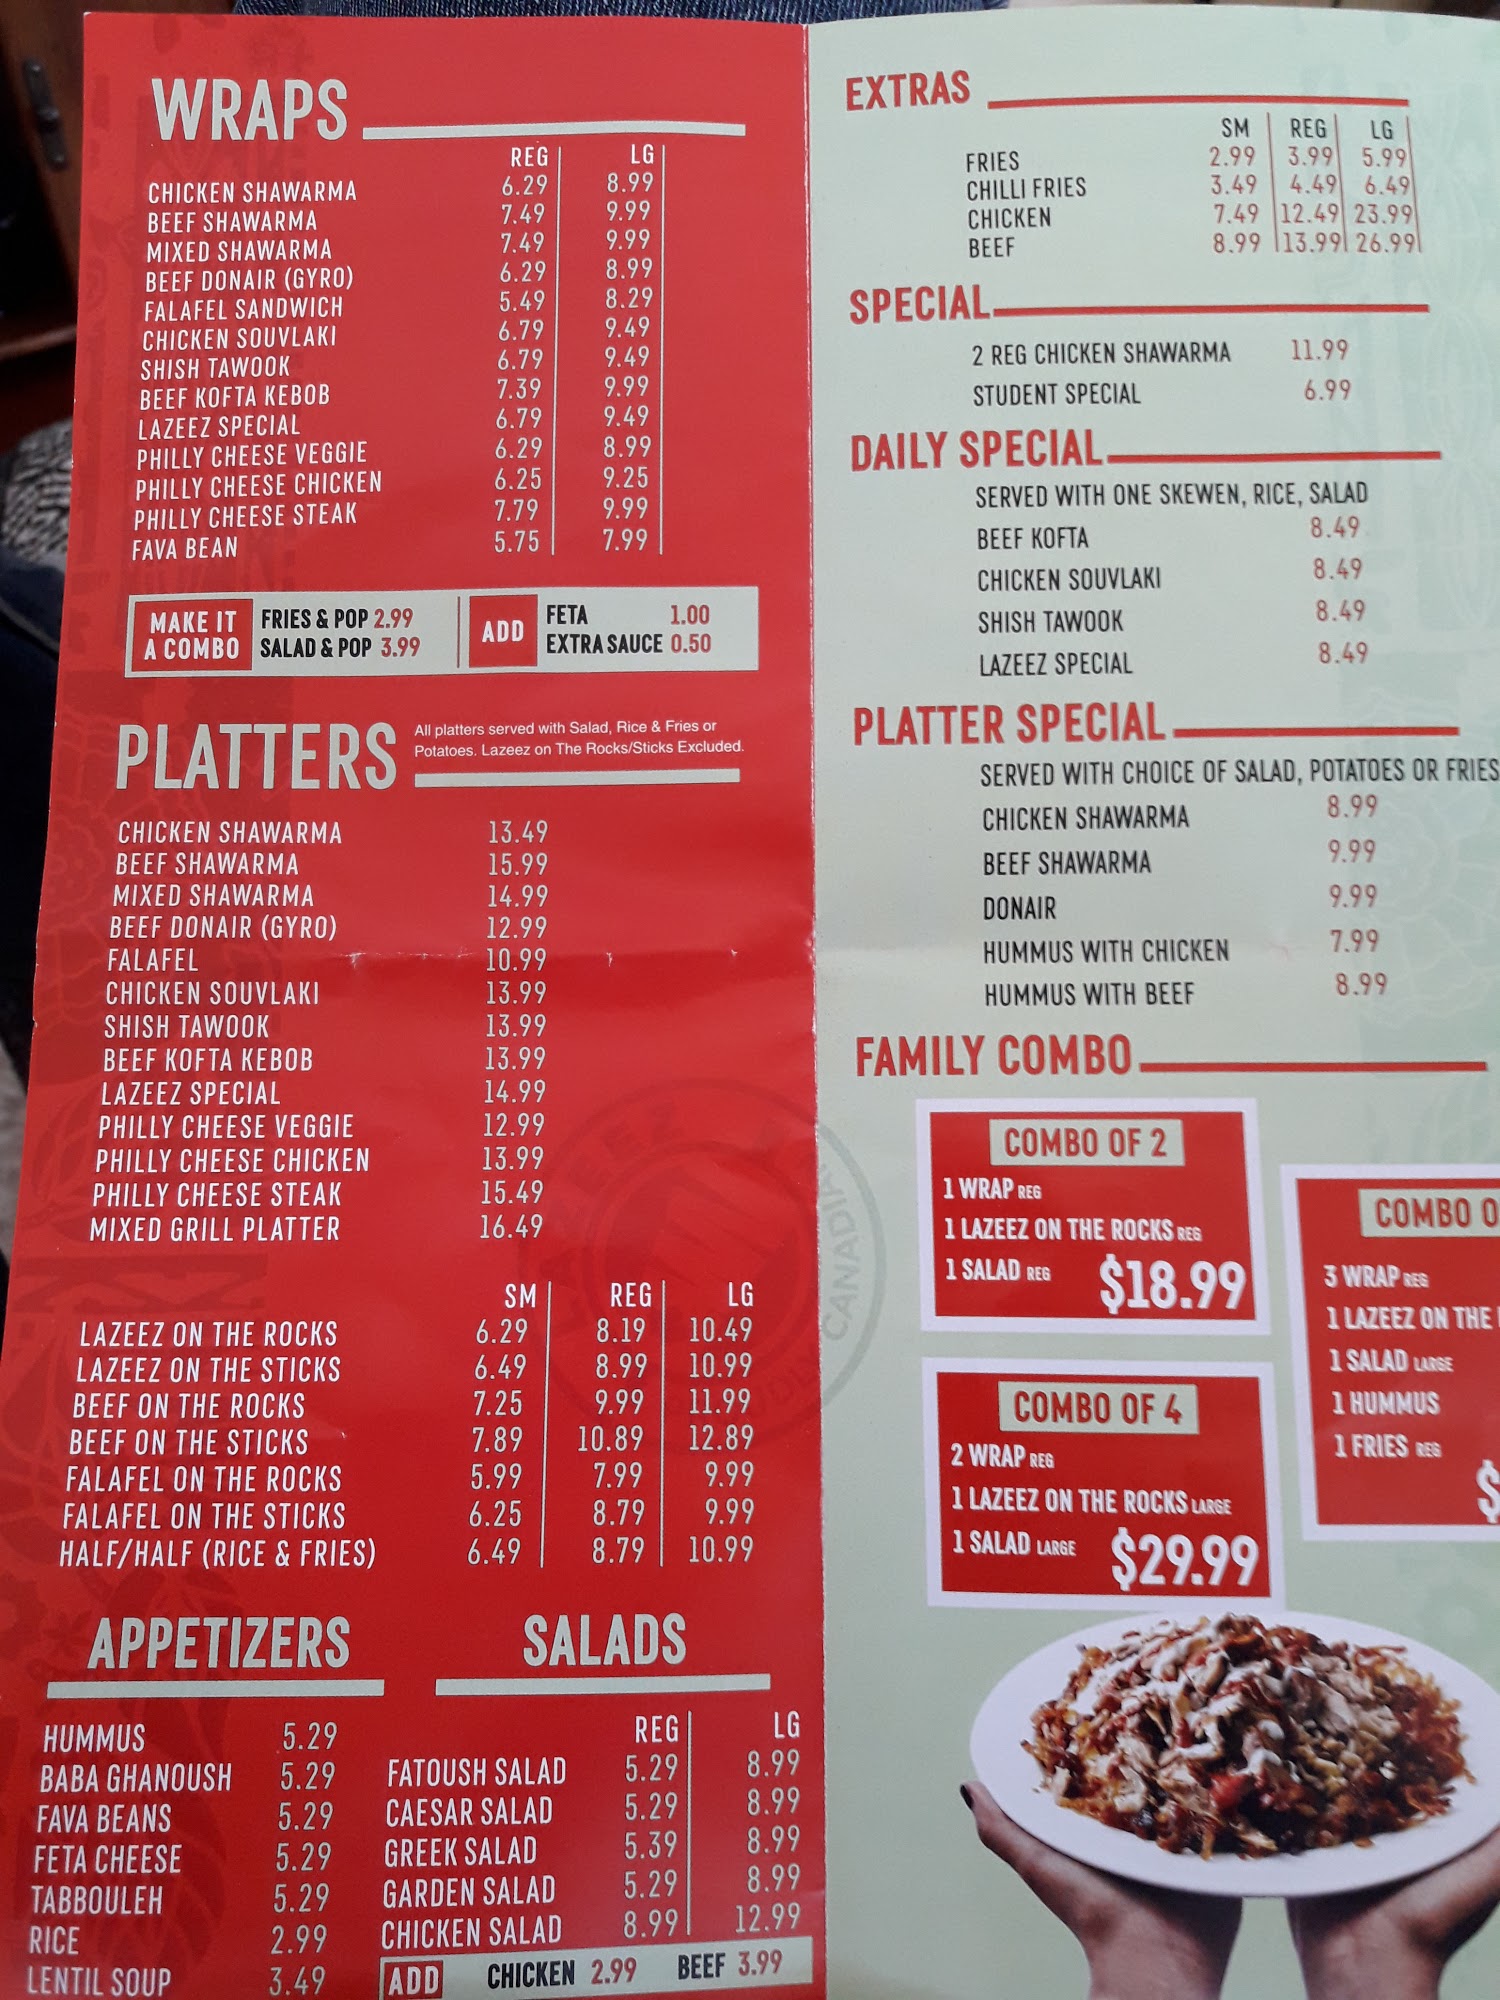 WRAPS
REG LG
CHICKEN SHAWARMA 6.29 8.99
BEEF SHAWARMA 7.49 9.99
MIXED SHAWARMA 7.49 9.99
BEEF DONAIR (GYRO) 6.29 8.99
FALAFEL SANDWICH 5.49 8.29
CHICKEN SOUVLAKI 6.79 9.49
SHISH TAWOOK 6.79 9.49
BEEF KOFTA KEBOB 7.39 9.99
LAZEEZ SPECIAL 6.79 9.49
PHILLY CHEESE VEGGIE 6.29 8.99
PHILLY CHEESE CHICKEN 6.25 9.25
PHILLY CHEESE STEAK 7.79 9.99
FAVA BEAN 5.75 7.99
MAKE IT A COMBO
FRIES & POP 2.99
SALAD & POP 3.99
ADD
FETA 1.00
EXTRA SAUCE 0.50
PLATTERS
All platters served with Salad, Rice & Fries or
Potatoes. Lazeez on The Rocks/Sticks Excluded.
CHICKEN SHAWARMA 13.49
BEEF SHAWARMA 15.99
MIXED SHAWARMA 14.99
BEEF DONAIR (GYRO) 12.99
FALAFEL 10.99
CHICKEN SOUVLAKI 13.99
SHISH TAWOOK 13.99
BEEF KOFTA KEBOB 13.99
LAZEEZ SPECIAL 14.99
PHILLY CHEESE VEGGIE 12.99
PHILLY CHEESE CHICKEN 13.99
PHILLY CHEESE STEAK 15.49
MIXED GRILL PLATTER 16.49
SM REG LG
LAZEEZ ON THE ROCKS 6.29 8.19 10.49
LAZEEZ ON THE STICKS 6.49 8.99 10.99
BEEF ON THE ROCKS 7.25 9.99 11.99
BEEF ON THE STICKS 7.89 10.89 12.89
FALAFEL ON THE ROCKS 5.99 7.99 9.99
FALAFEL ON THE STICKS 6.25 8.79 9.99
HALF/HALF (RICE & FRIES) 6.49 8.79 10.99
APPETIZERS
HUMMUS 5.29
BABA GHANOUSH 5.29
FAVA BEANS 5.29
FETA CHEESE 5.29
TABBOULEH 5.29
RICE 2.99
LENTIL SOUP 3.49
SALADS
REG LG
FATOUSH SALAD 5.29 8.99
CAESAR SALAD 5.29 8.99
GREEK SALAD 5.39 8.99
GARDEN SALAD 5.29 8.99
CHICKEN SALAD 8.99 12.99
ADD CHICKEN 2.99 BEEF 3.99
EXTRAS
SM REG LG
FRIES 2.99 3.99 5.99
CHILLI FRIES 3.49 4.49 6.49
CHICKEN 7.49 12.49 23.99
BEEF 8.99 13.99 26.99
SPECIAL
2 REG CHICKEN SHAWARMA 11.99
STUDENT SPECIAL 6.99
DAILY SPECIAL
SERVED WITH ONE SKEWEN, RICE, SALAD
BEEF KOFTA 8.49
CHICKEN SOUVLAKI 8.49
SHISH TAWOOK 8.49
LAZEEZ SPECIAL 8.49
PLATTER SPECIAL
SERVED WITH CHOICE OF SALAD, POTATOES OR FRIES
CHICKEN SHAWARMA 8.99
BEEF SHAWARMA 9.99
DONAIR 9.99
HUMMUS WITH CHICKEN 7.99
HUMMUS WITH BEEF 8.99
FAMILY COMBO
COMBO OF 2
1 WRAP REG
1 LAZEEZ ON THE ROCKS REG
1 SALAD REG
$18.99
COMBO OF 4
2 WRAP REG
1 LAZEEZ ON THE ROCKS LARGE
1 SALAD LARGE
$29.99
COMBO O
3 WRAP REG
1 LAZEEZ ON THE
1 SALAD LARGE
1 HUMMUS
1 FRIES REG
$
LAZEEZ
CANADIAN